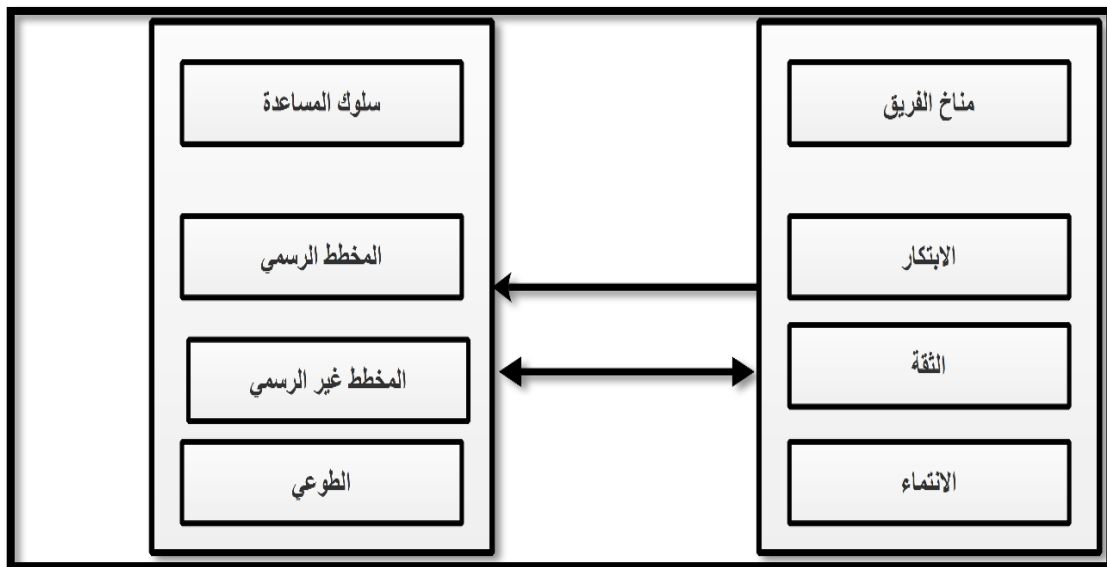 مناخ الفريق
الابتكار
الثقة
الانتماء
سلوك المساعدة
المخطط الرسمي
المخطط غير الرسمي
الطوعي